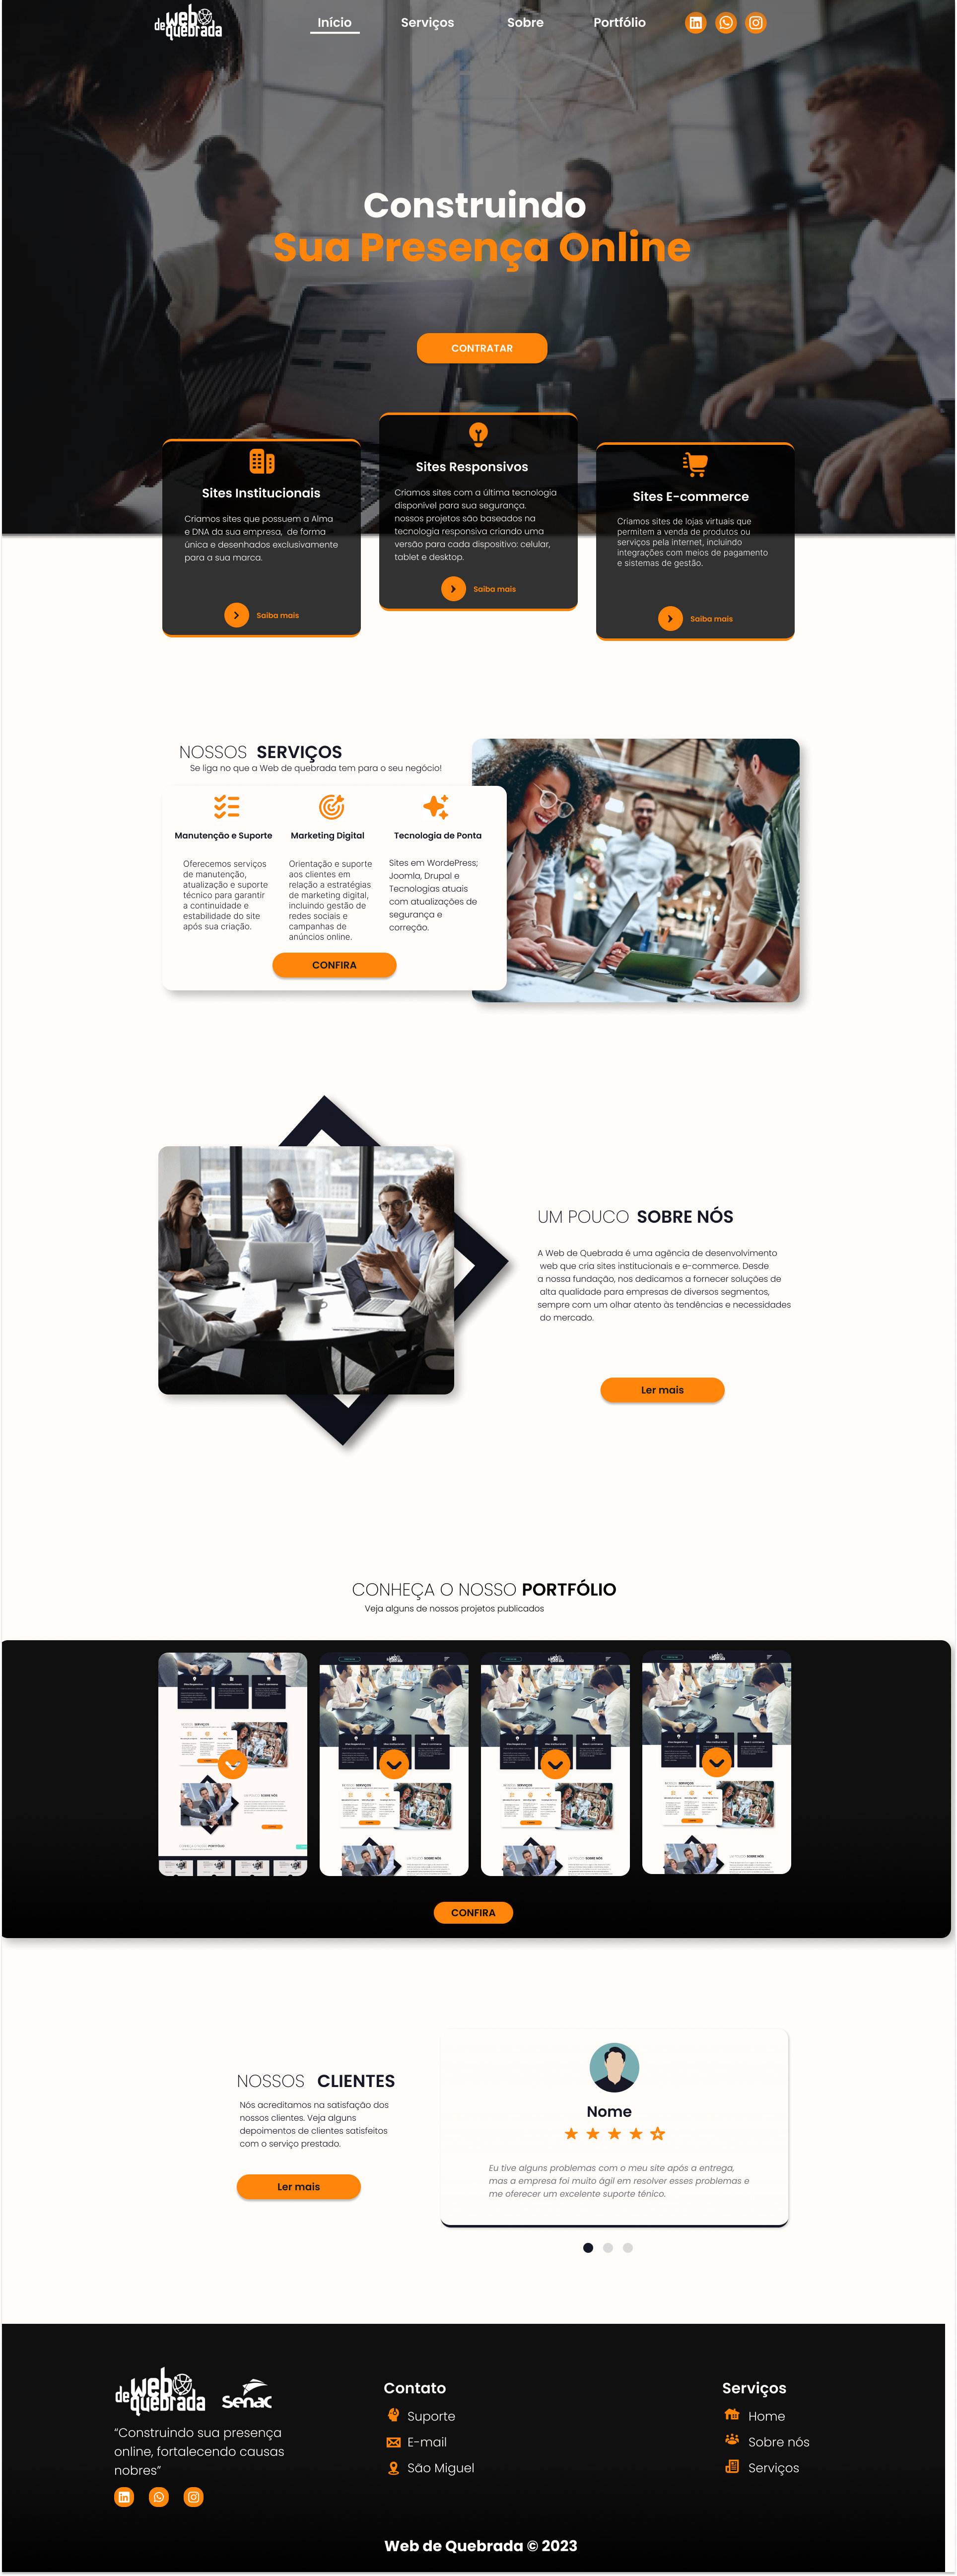 web
de quebrada
Início
Serviços
Sobre
Portfólio
Construindo
Sua Presença Online
CONTRATAR
Sites Institucionais
Criamos sites que possuem a Alma
e DNA da sua empresa, de forma
única e desenhados exclusivamente
para a sua marca.
Saiba mais
Sites Responsivos
Criamos sites com a última tecnologia
disponível para sua segurança.
nossos projetos são baseados na
tecnologia responsiva criando uma
versão para cada dispositivo: celular,
tablet e desktop.
Saiba mais
Sites E-commerce
Criamos sites de lojas virtuais que
permitem a venda de produtos ou
serviços pela internet, incluindo
integrações com meios de pagamento
e sistemas de gestão.
Saiba mais
NOSSOS SERVIÇOS
Se liga no que a Web de quebrada tem para o seu negócio!
Manutenção e Suporte
Oferecemos serviços
de manutenção,
atualização e suporte
técnico para garantir
a continuidade e
estabilidade do site
após sua criação.
Marketing Digital
Orientação e suporte
aos clientes em
relação a estratégias
de marketing digital,
incluindo gestão de
redes sociais e
campanhas de
anúncios online.
Tecnologia de Ponta
Sites em WordePress;
Joomla, Drupal e
Tecnologias atuais
com atualizações de
segurança e
correção.
CONFIRA
UM POUCO SOBRE NÓS
A Web de Quebrada é uma agência de desenvolvimento
web que cria sites institucionais e e-commerce. Desde
a nossa fundação, nos dedicamos a fornecer soluções de
alta qualidade para empresas de diversos segmentos,
sempre com um olhar atento às tendências e necessidades
do mercado.
Ler mais
CONHEÇA O NOSSO PORTFÓLIO
Veja alguns de nossos projetos publicados
CONFIRA
NOSSOS CLIENTES
Nós acreditamos na satisfação dos
nossos clientes. Veja alguns
depoimentos de clientes satisfeitos
com o serviço prestado.
Ler mais
Nome
Eu tive alguns problemas com o meu site após a entrega,
mas a empresa foi muito ágil em resolver esses problemas e
me oferecer um excelente suporte ténico.
web
de quebrada
senac
“Construindo sua presença
online, fortalecendo causas
nobres”
Contato
Suporte
E-mail
São Miguel
Serviços
Home
Sobre nós
Serviços
Web de Quebrada © 2023